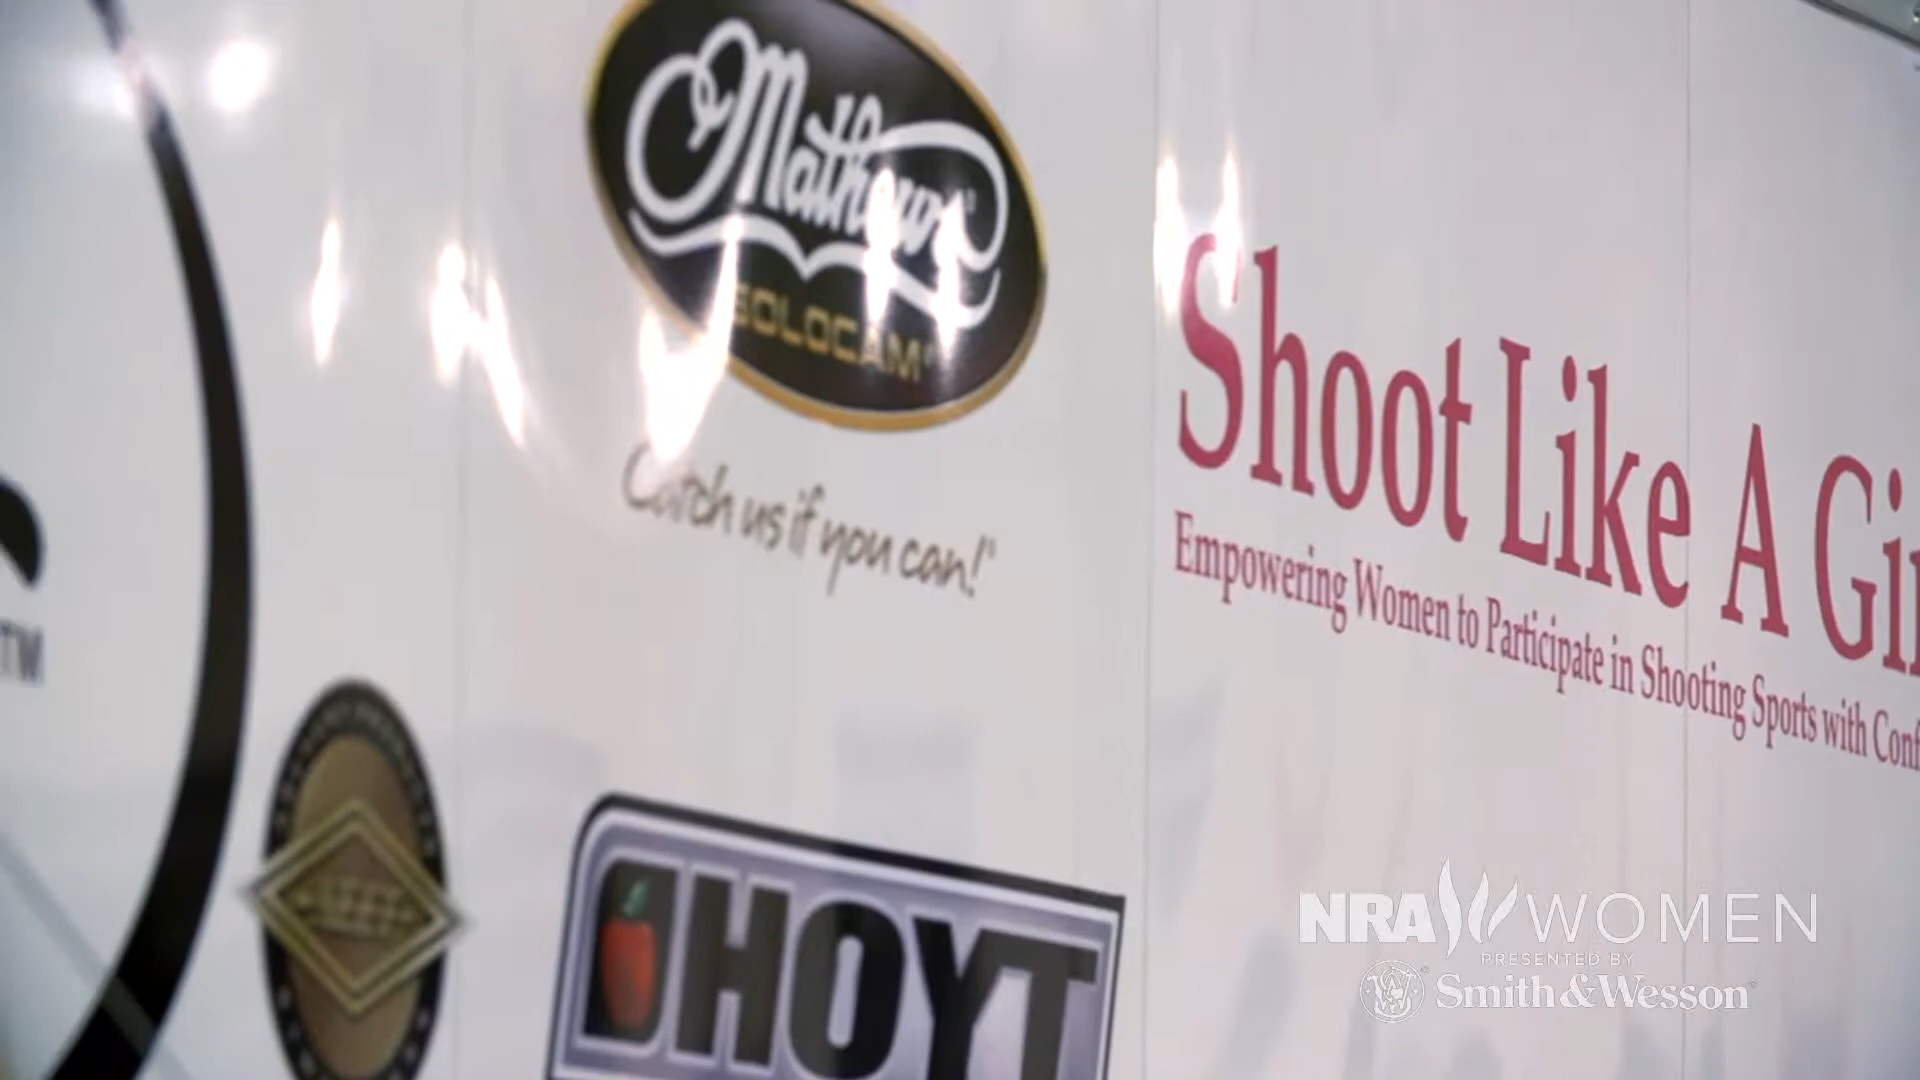 Mathews
SOLOCAM
Catch us if you can!
Shoot Like A Gi
Empowering Women to Participate in Shooting Sports with Conf
TM
HOYT
NRA WOMEN
PRESENTED BY
Smith & Wesson